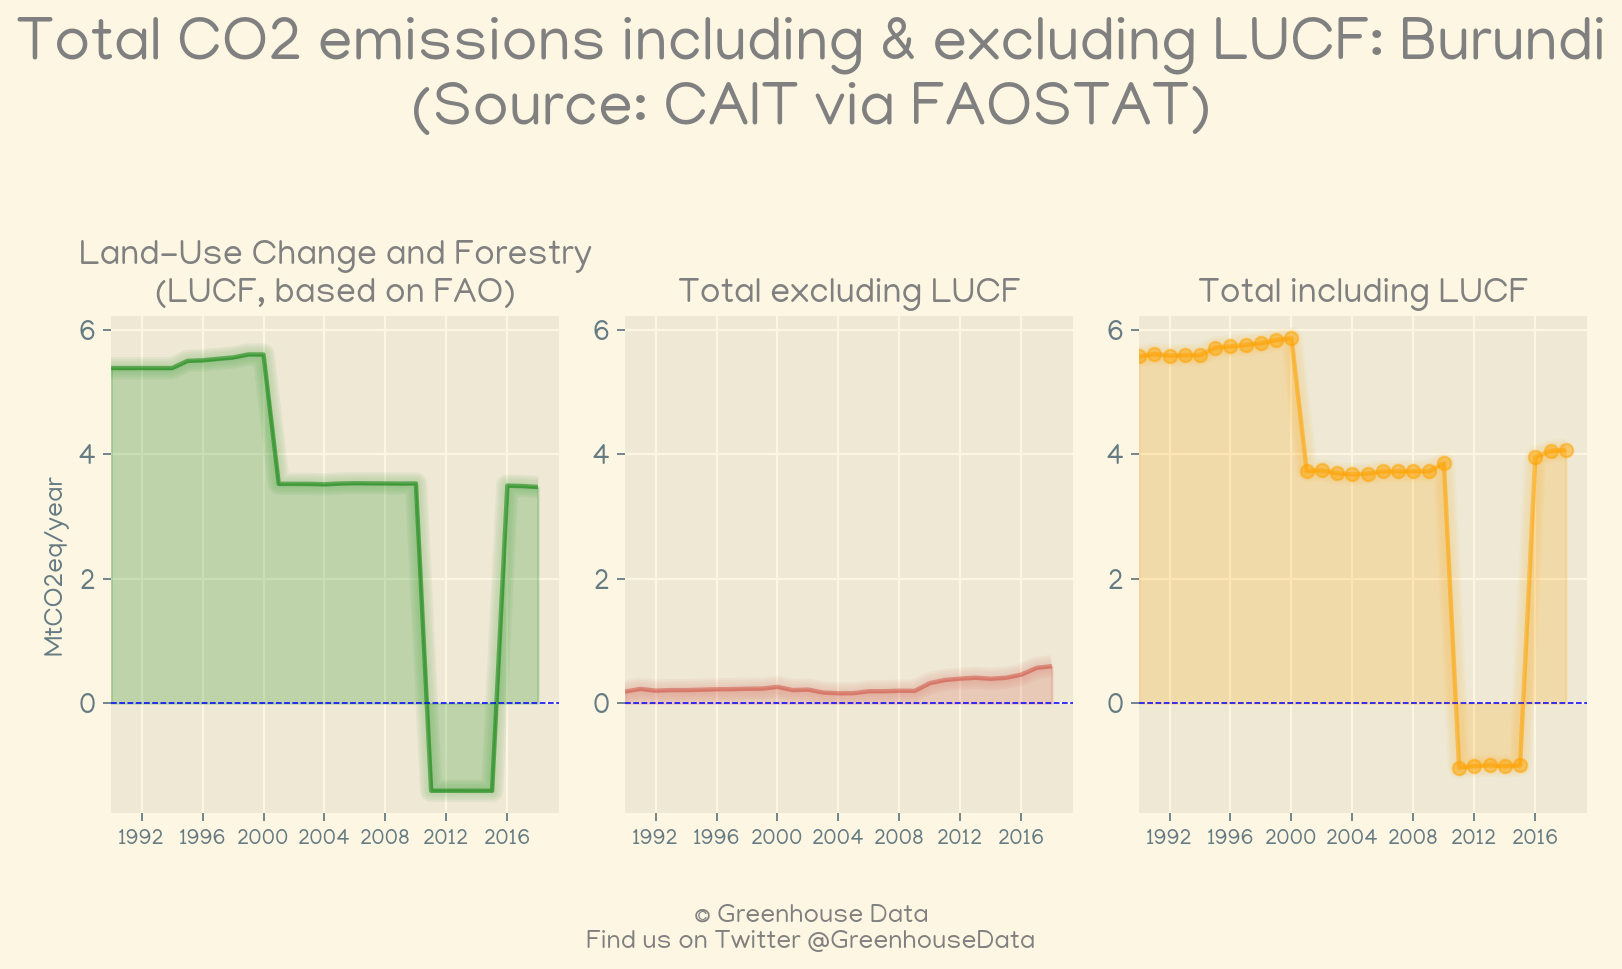 Total CO2 emissions including & excluding LUCF: Burundi
(Source: CAIT via FAOSTAT)
Land-Use Change and Forestry
(LUCF, based on FAO)
MtCO2eq/year
6
4
2
0
1992 1996 2000 2004 2008 2012 2016
Total excluding LUCF
6
4
2
0
1992 1996 2000 2004 2008 2012 2016
Total including LUCF
6
4
2
0
1992 1996 2000 2004 2008 2012 2016
© Greenhouse Data
Find us on Twitter @GreenhouseData